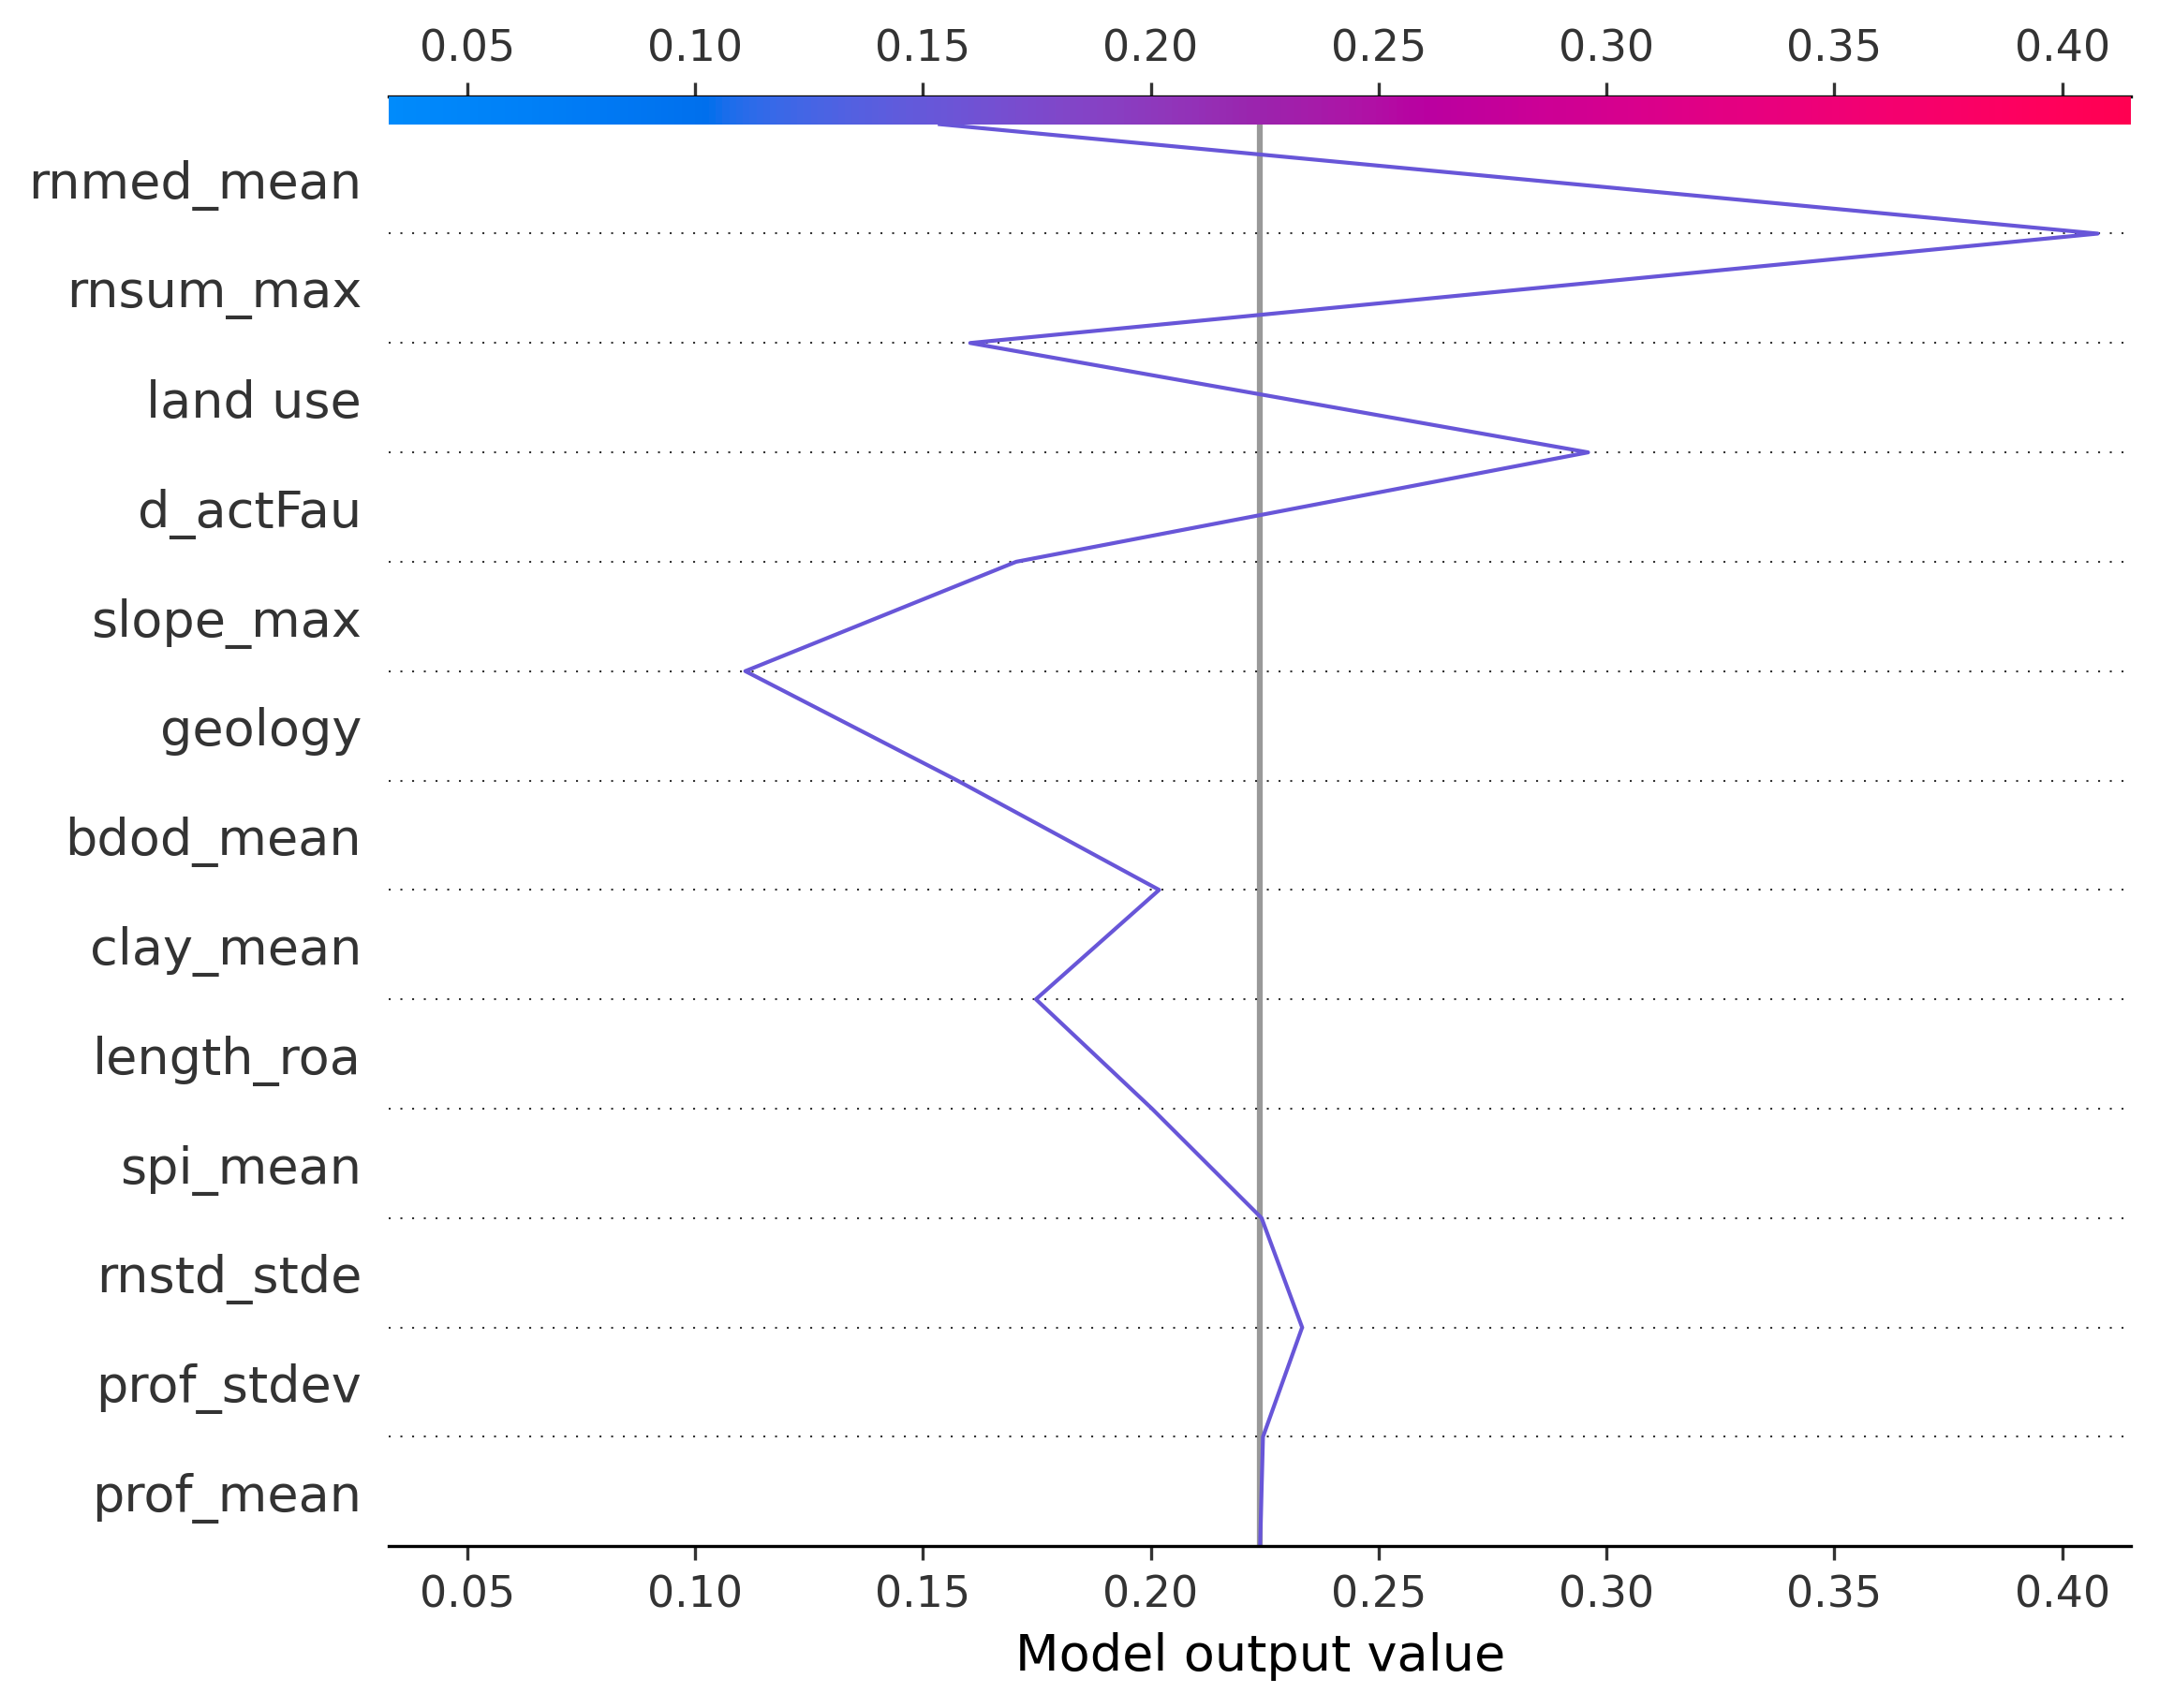 0.05 0.10 0.15 0.20 0.25 0.30 0.35 0.40
rnmed_mean
rnsum_max
land use
d_actFau
slope_max
geology
bdod_mean
clay_mean
length_roa
spi_mean
rnstd_stde
prof_stdev
prof_mean
0.05 0.10 0.15 0.20 0.25 0.30 0.35 0.40
Model output value